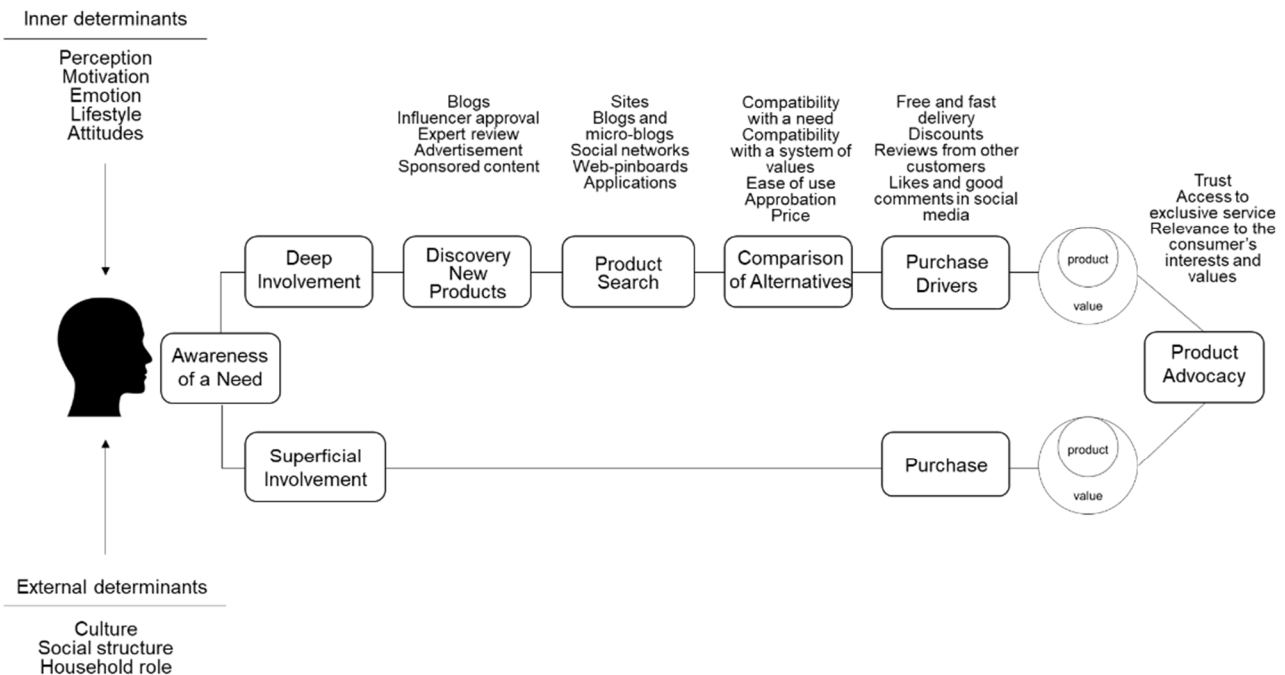 Inner determinants
Perception
Motivation
Emotion
Lifestyle
Attitudes
Blogs
Influencer approval
Expert review
Advertisement
Sponsored content
Sites
Blogs and
micro-blogs
Social networks
Web-pinboards
Applications
Compatibility
with a need
Compatibility
with a system of
values
Ease of use
Approbation
Price
Free and fast
delivery
Discounts
Reviews from other
customers
Likes and good
comments in social
media
Trust
Access to
exclusive service
Relevance to the
consumer's
interests and
values
Deep
Involvement
Discovery
New
Products
Product
Search
Comparison
of Alternatives
Purchase
Drivers
product
value
Awareness
of a Need
Product
Advocacy
Superficial
Involvement
Purchase
product
value
External determinants
Culture
Social structure
Household role